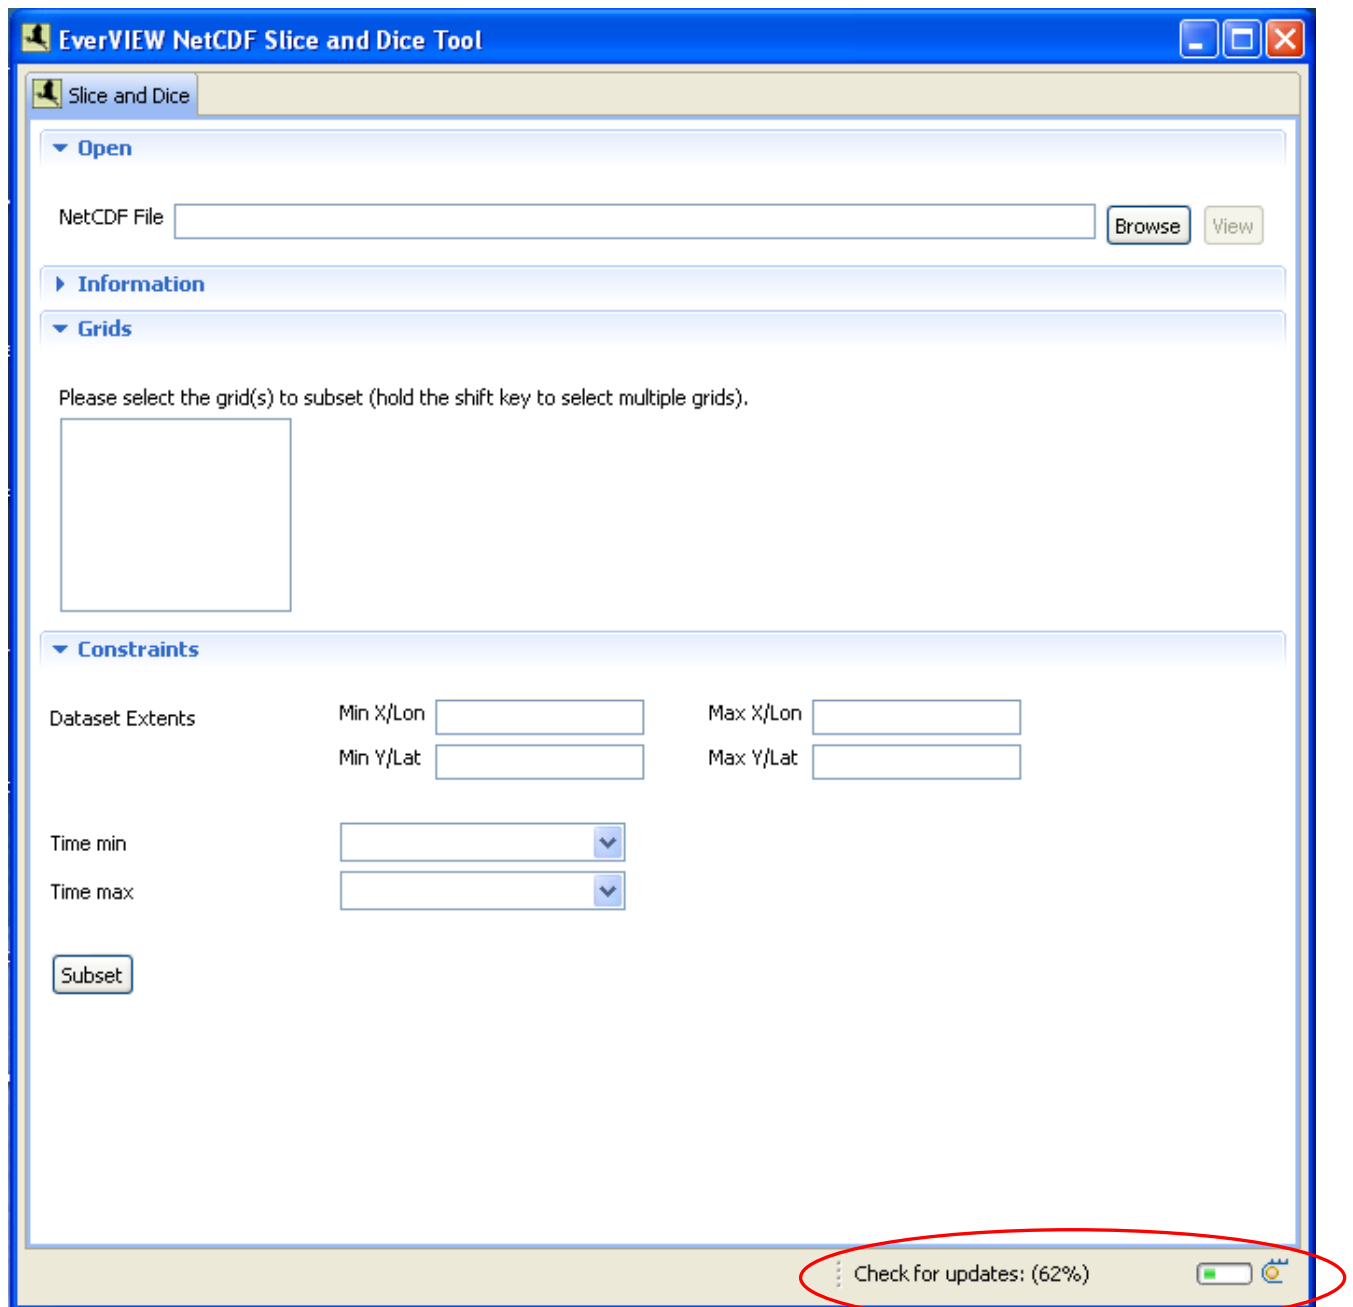 EverVIEW NetCDF Slice and Dice Tool
Slice and Dice
Open
NetCDF File
Browse
View
Information
Grids
Please select the grid(s) to subset (hold the shift key to select multiple grids).
Constraints
Dataset Extents
Min X/Lon
Max X/Lon
Min Y/Lat
Max Y/Lat
Time min
Time max
Subset
Check for updates: (62%)